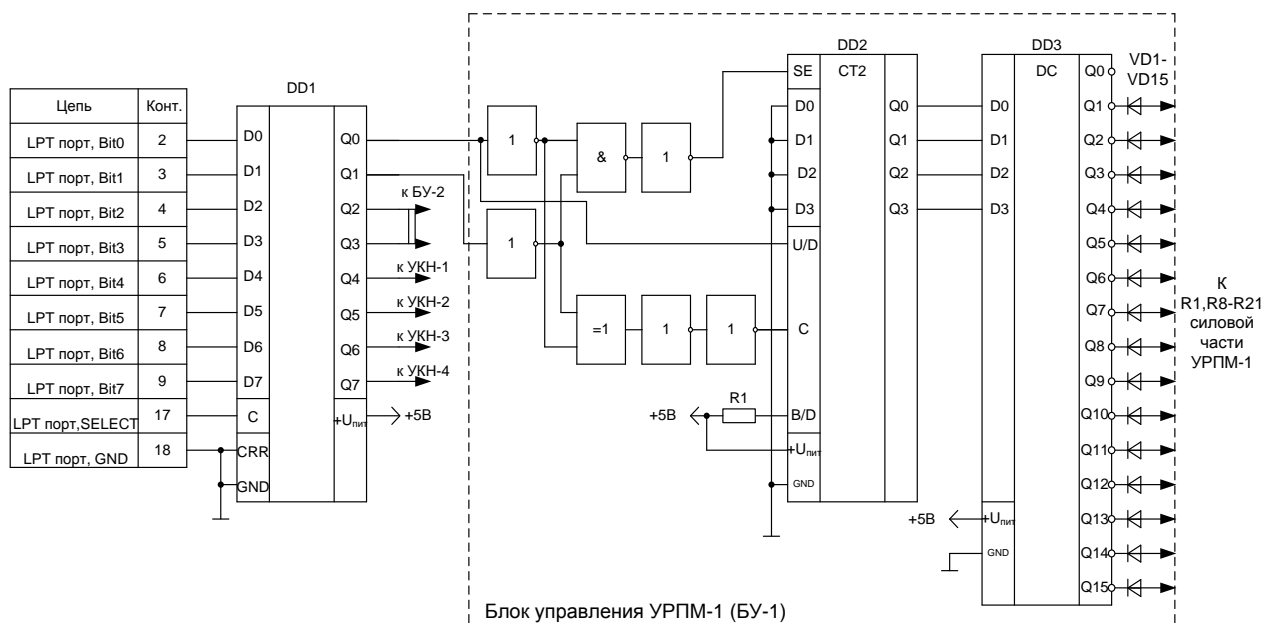 Цепь Конт.
LPT порт, Bit0 2
LPT порт, Bit1 3
LPT порт, Bit2 4
LPT порт, Bit3 5
LPT порт, Bit4 6
LPT порт, Bit5 7
LPT порт, Bit6 8
LPT порт, Bit7 9
LPT порт,SELECT 17
LPT порт, GND 18
DD1
D0 Q0
D1 Q1
D2 Q2
D3 Q3
D4 Q4
D5 Q5
D6 Q6
D7 Q7
C +Uпит
CRR
GND
к БУ-2
к УКН-1
к УКН-2
к УКН-3
к УКН-4
+5В
1
1
&
1
=1
1
1
DD2
SE CT2
D0 Q0
D1 Q1
D2 Q2
D3 Q3
U/D
C
B/D
+Uпит
GND
+5В
R1
DD3
DC Q0
D0 Q1
D1 Q2
D2 Q3
D3 Q4
Q5
Q6
Q7
Q8
Q9
Q10
Q11
Q12
+Uпит Q13
GND Q14
Q15
+5В
VD1-
VD15
К
R1,R8-R21
силовой
части
УРПМ-1
Блок управления УРПМ-1 (БУ-1)